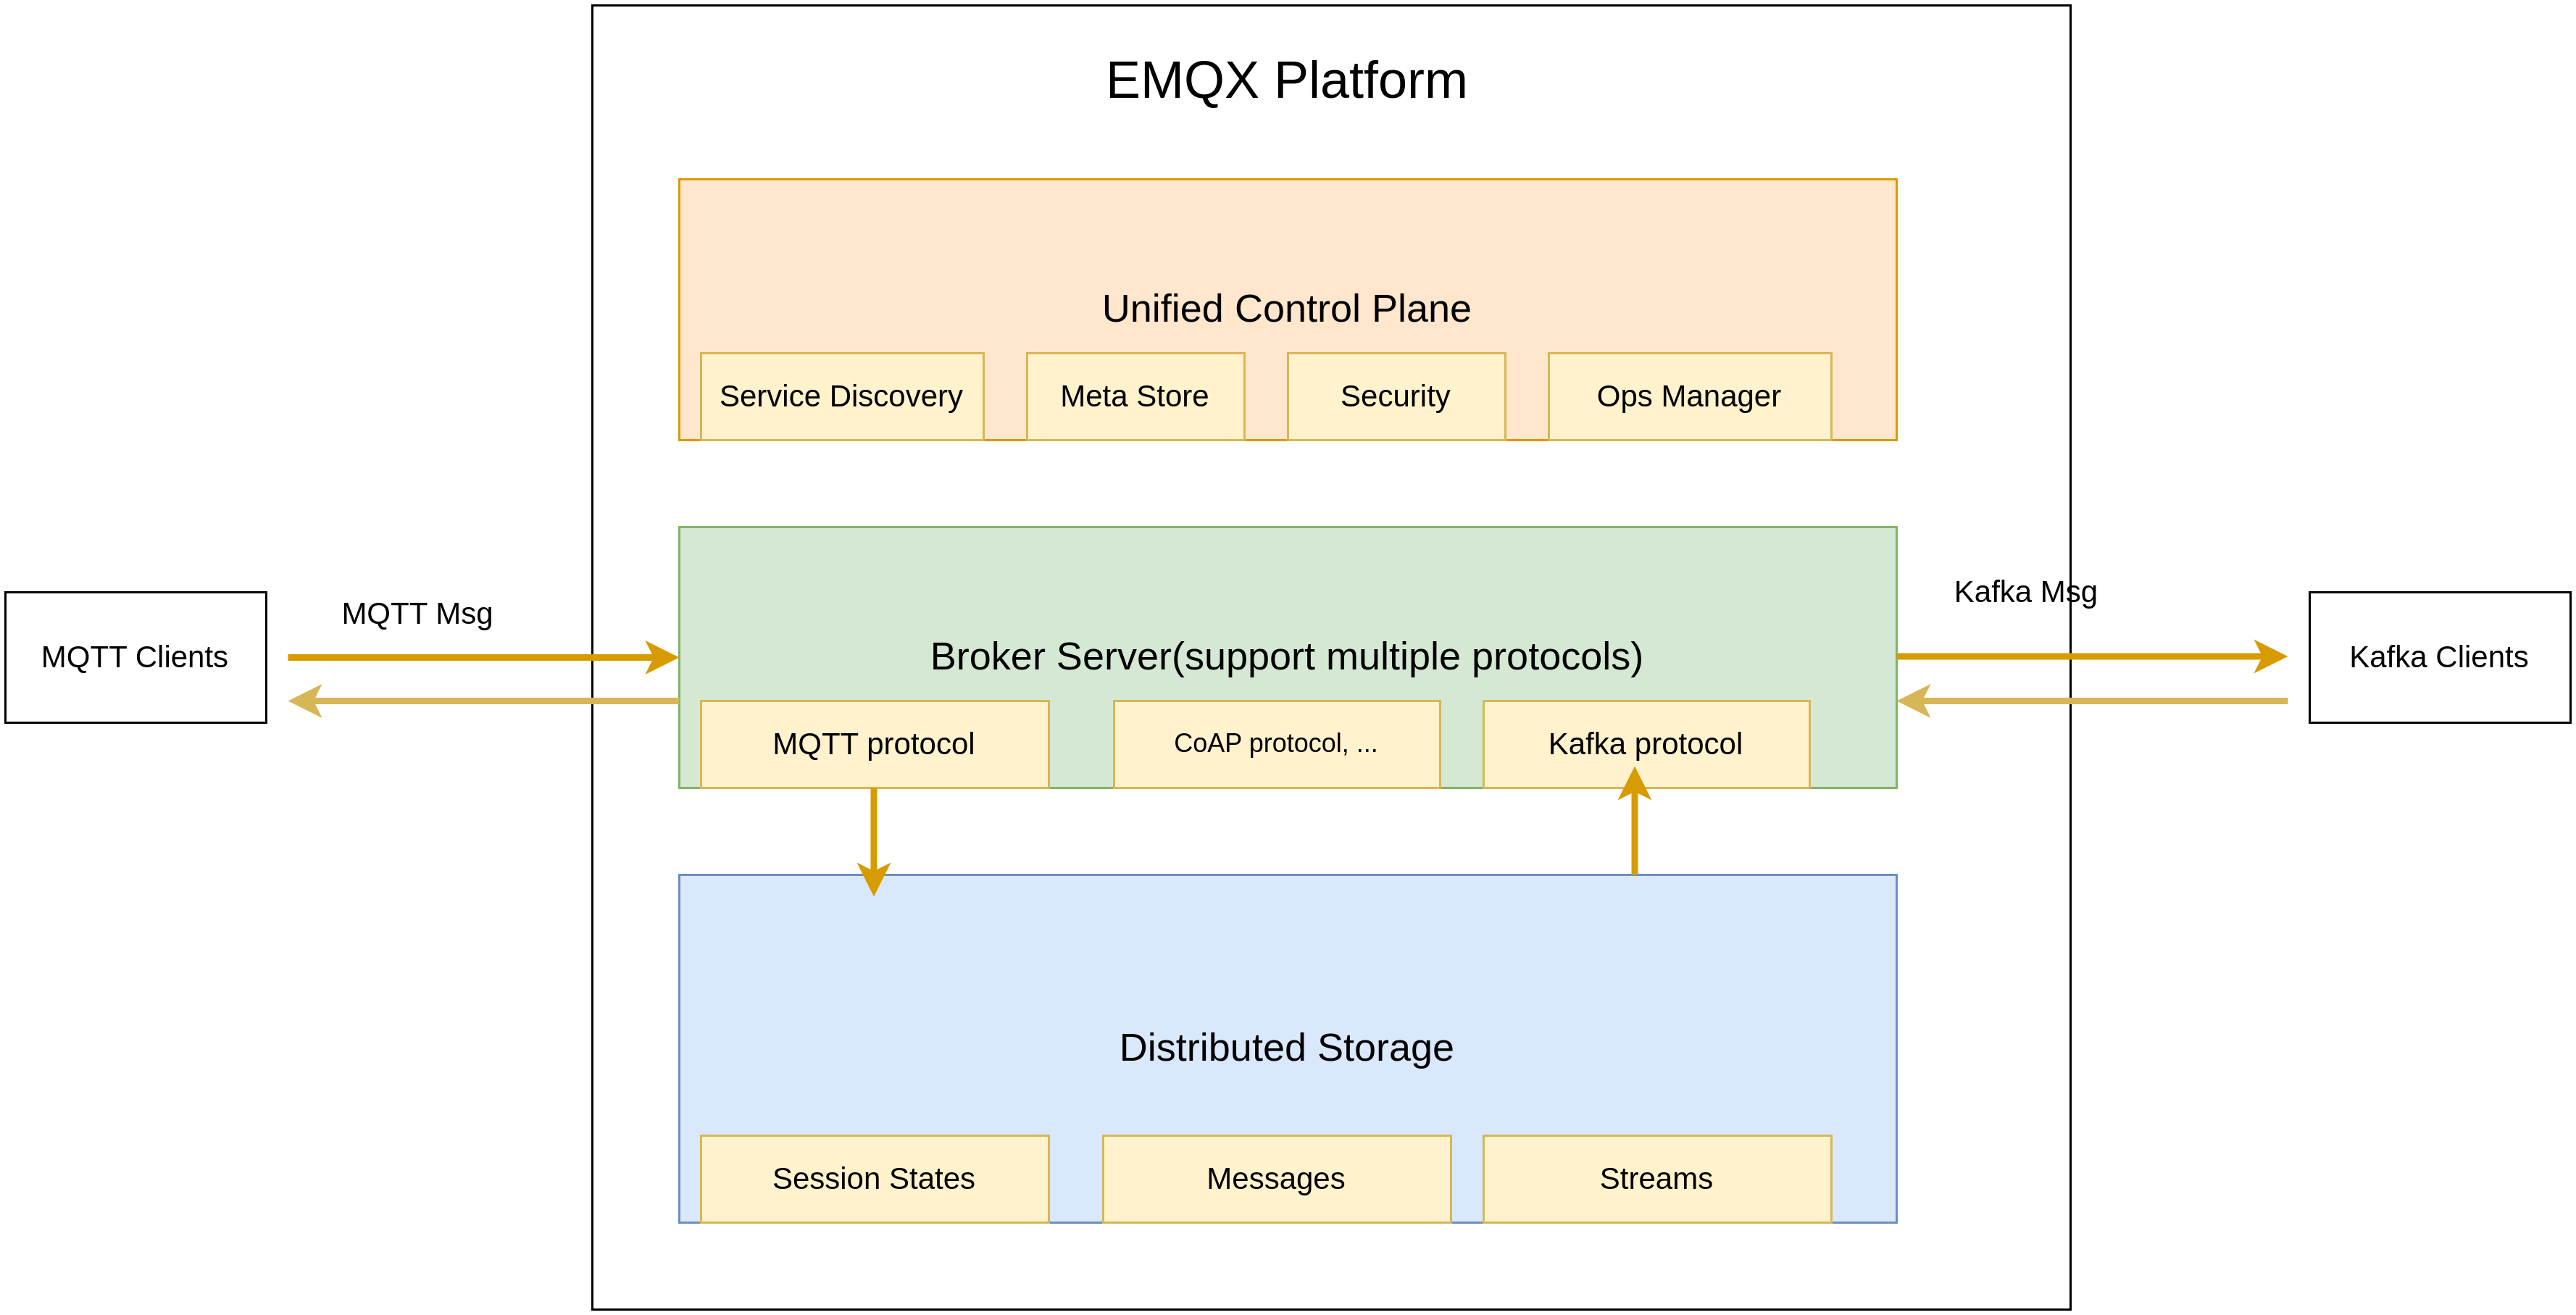 EMQX Platform
Unified Control Plane
Service Discovery
Meta Store
Security
Ops Manager
MQTT Clients
MQTT Msg
Broker Server(support multiple protocols)
MQTT protocol
CoAP protocol, ...
Kafka protocol
Kafka Msg
Kafka Clients
Distributed Storage
Session States
Messages
Streams